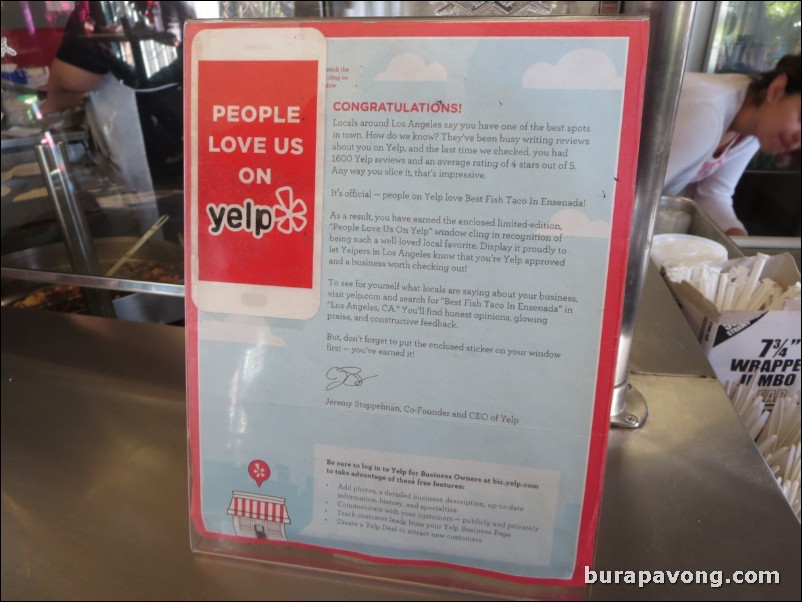 PEOPLE
LOVE US
ON
yelp
CONGRATULATIONS!
Locals around Los Angeles say you have one of the best spots
in town. How do we know? They've been busy writing reviews
about you on Yelp, and the last time we checked, you had
1600 Yelp reviews and an average rating of 4 stars out of 5.
Any way you slice it, that's impressive.
It's official — people on Yelp love Best Fish Taco In Ensenada!
As a result, you have earned the enclosed limited-edition,
"People Love Us On Yelp" window cling in recognition of
being such a well-loved local favorite. Display it proudly to
let Yelpers in Los Angeles know that you're Yelp approved
and a business worth checking out!
To see for yourself what locals are saying about your business,
visit yelp.com and search for "Best Fish Taco In Ensenada" in
"Los Angeles, CA." You'll find honest opinions, glowing
praise, and constructive feedback.
But, don't forget to put the enclosed sticker on your window
first — you've earned it!
Jeremy Stoppelman, Co-Founder and CEO of Yelp
Be sure to log in to Yelp for Business Owners at biz.yelp.com
to take advantage of these free features:
• Add photos, a detailed business description, up-to-date
information, history, and specialties
• Communicate with your customers — publicly and privately
• Track customer leads from your Yelp Business Page
• Create a Yelp Deal to attract new customers
7¾"
WRAPPE
JUMBO
burapavong.com